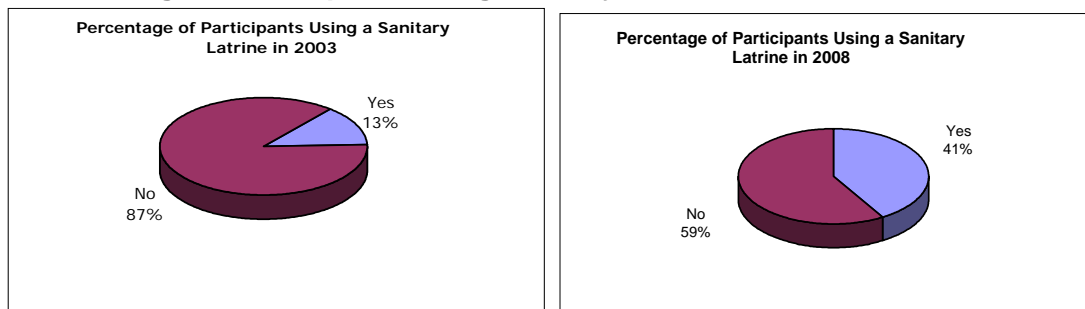 Percentage of Participants Using a Sanitary
Latrine in 2003
Yes
13%
No
87%
Percentage of Participants Using a Sanitary
Latrine in 2008
Yes
41%
No
59%